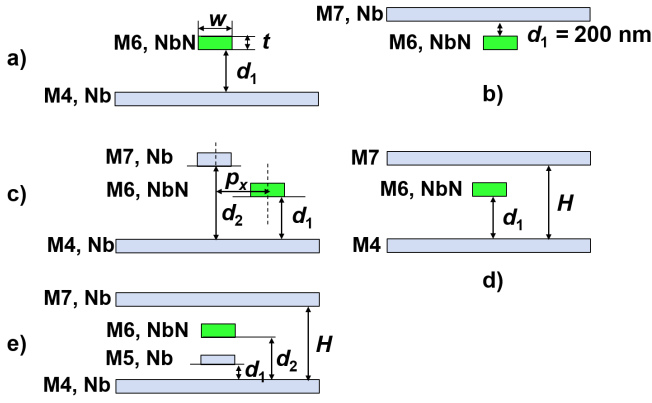 a)
w
M6, NbN
t
d1
M4, Nb
M7, Nb
M6, NbN
d1 = 200 nm
b)
c)
M7, Nb
M6, NbN
px
d2
d1
M4, Nb
M7
M6, NbN
H
d1
M4
d)
e)
M7, Nb
M6, NbN
M5, Nb
H
d2
d1
M4, Nb